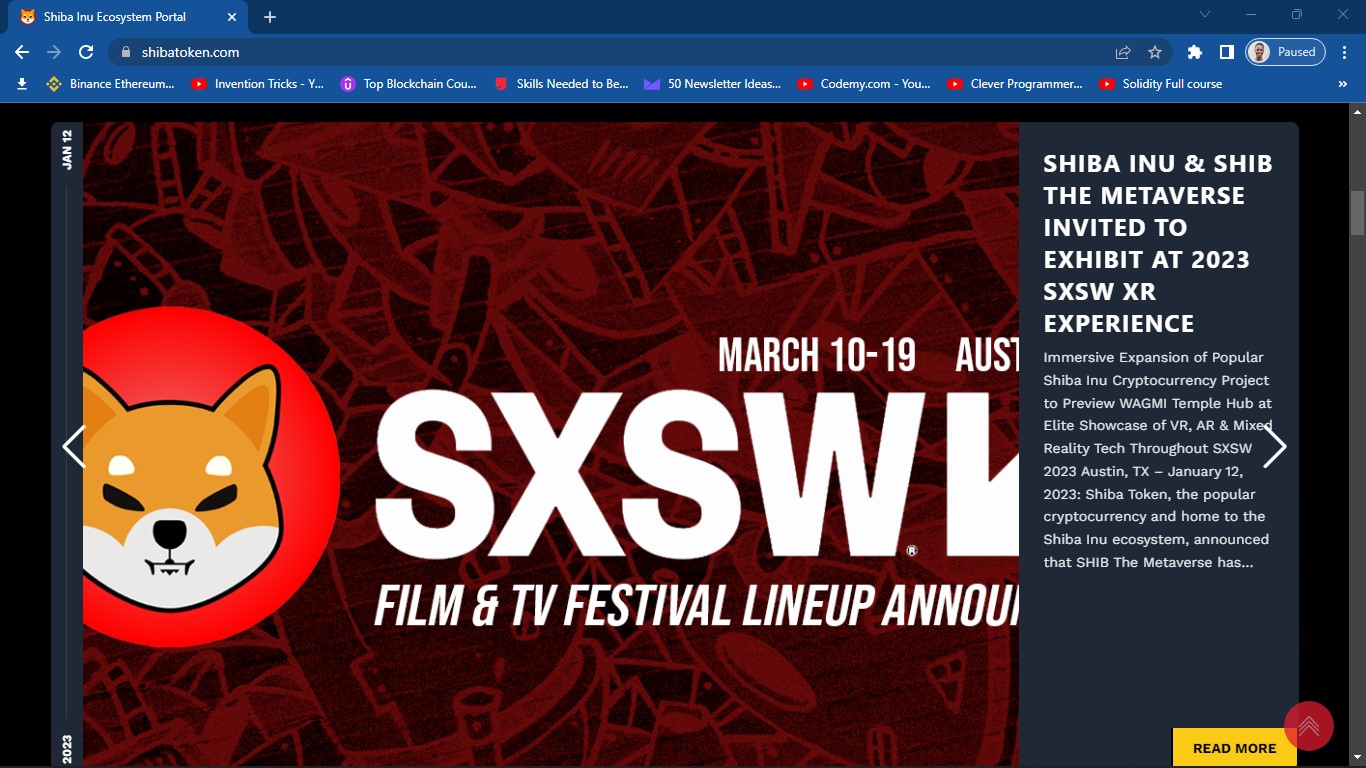 Shiba Inu Ecosystem Portal
shibatoken.com
Paused
Binance Ethereum...
Invention Tricks - Y...
Top Blockchain Cou...
Skills Needed to Be...
50 Newsletter Ideas...
Codemy.com - You...
Clever Programmer...
Solidity Full course
»
JAN 12
2023
MARCH 10-19 AUST
SXSW®
FILM & TV FESTIVAL LINEUP ANNOU
SHIBA INU & SHIB
THE METAVERSE
INVITED TO
EXHIBIT AT 2023
SXSW XR
EXPERIENCE
Immersive Expansion of Popular
Shiba Inu Cryptocurrency Project
to Preview WAGMI Temple Hub at
Elite Showcase of VR, AR & Mixed
Reality Tech Throughout SXSW
2023 Austin, TX – January 12,
2023: Shiba Token, the popular
cryptocurrency and home to the
Shiba Inu ecosystem, announced
that SHIB The Metaverse has...
READ MORE